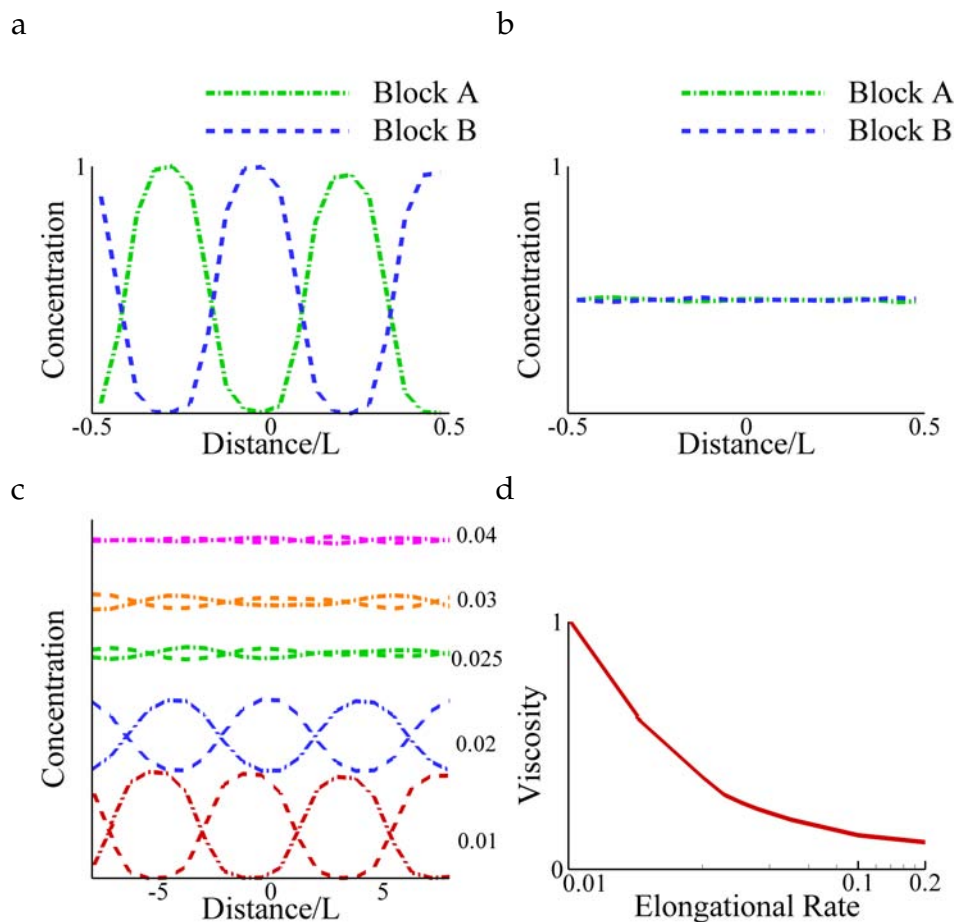 a
Block A
Block B
1
Concentration
-0.5
0
0.5
Distance/L
b
Block A
Block B
1
Concentration
-0.5
0
0.5
Distance/L
c
0.04
0.03
0.025
0.02
0.01
Concentration
-5
0
5
Distance/L
d
1
Viscosity
0
0.01
0.1
0.2
Elongational Rate